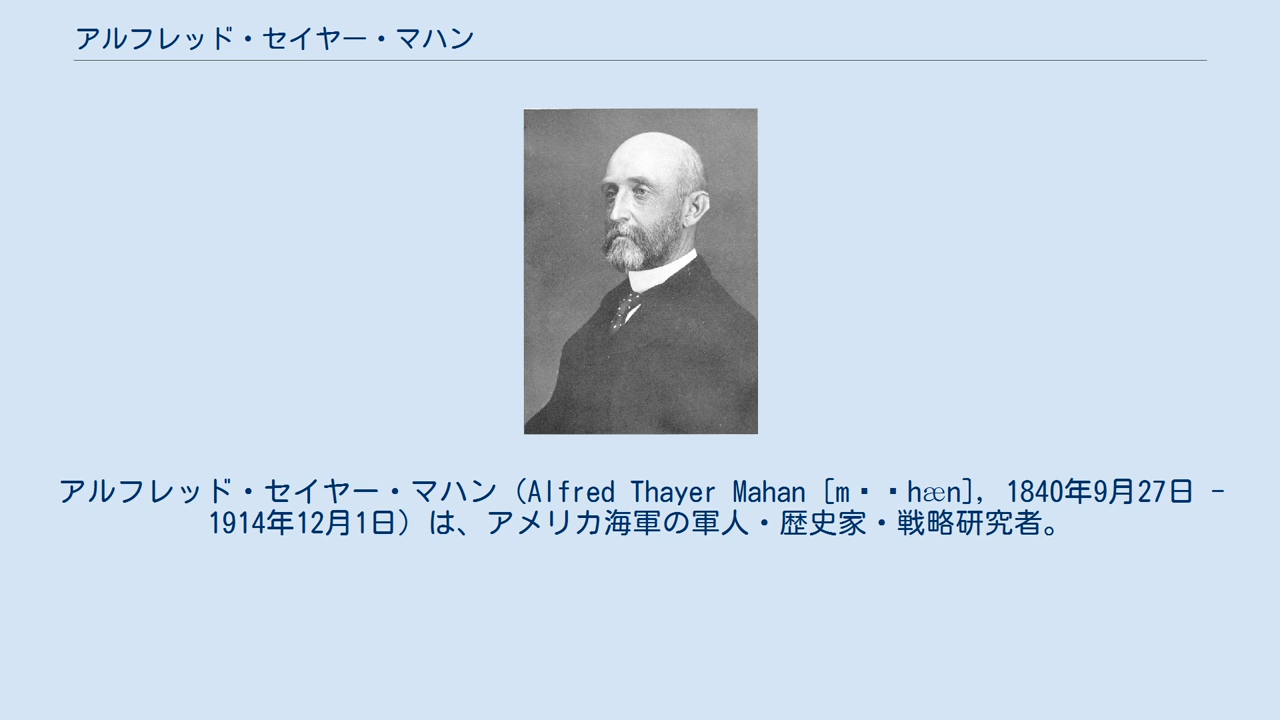 アルフレッド・セイヤー・マハン
アルフレッド・セイヤー・マハン（Alfred Thayer Mahan [m▪▪hæn], 1840年9月27日 -
1914年12月1日）は、アメリカ海軍の軍人・歴史家・戦略研究者。